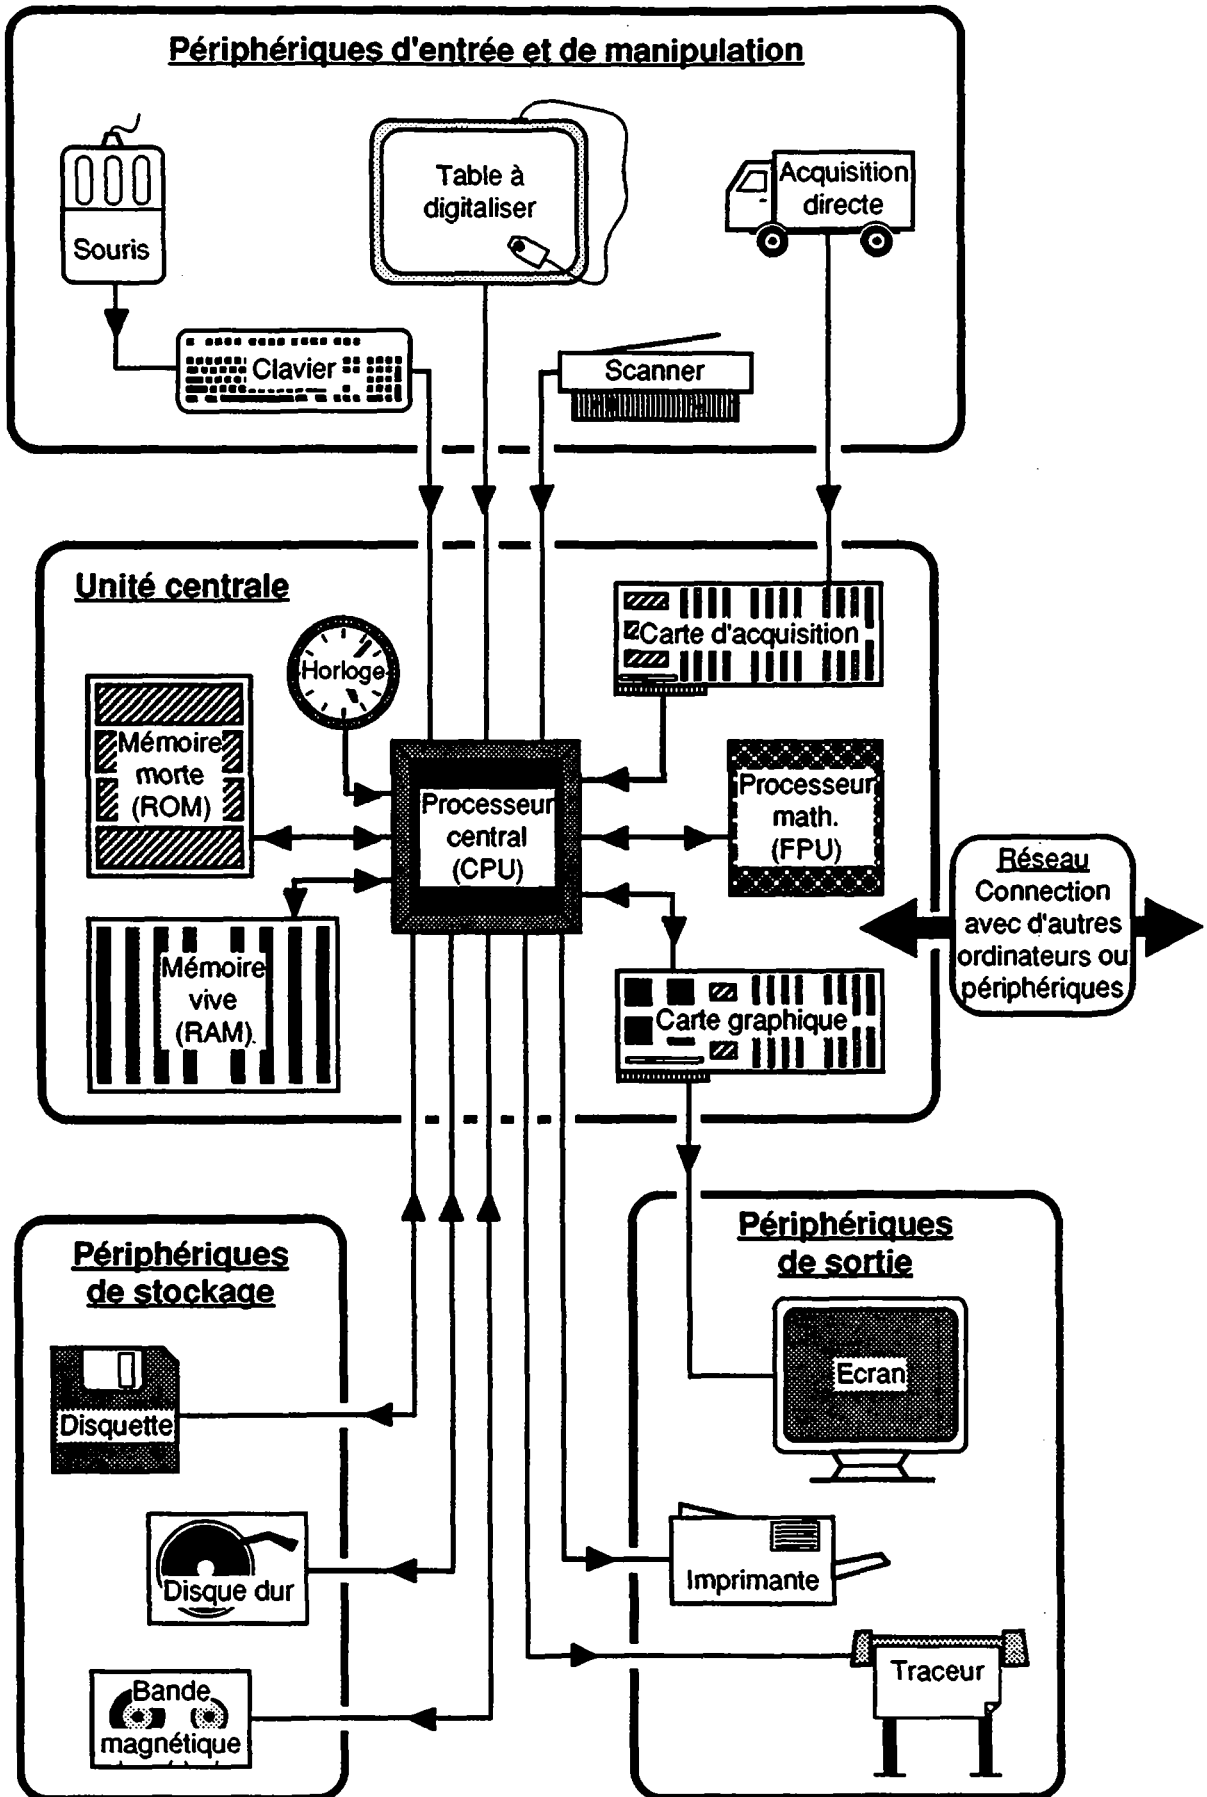 Périphériques d'entrée et de manipulation
Souris
Table à
digitaliser
Acquisition
directe
Clavier
Scanner
Unité centrale
Horloge
Carte d'acquisition
Mémoire
morte
(ROM)
Processeur
central
(CPU)
Processeur
math.
(FPU)
Réseau
Connection
avec d'autres
ordinateurs ou
périphériques
Mémoire
vive
(RAM)
Carte graphique
Périphériques
de stockage
Disquette
Disque dur
Bande
magnétique
Périphériques
de sortie
Ecran
Imprimante
Traceur